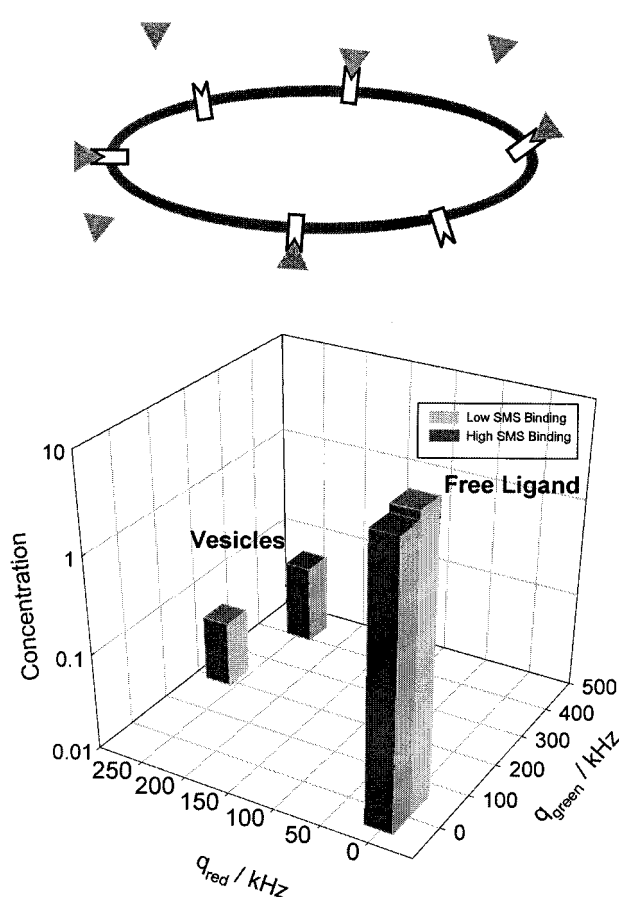 Low SMS Binding
High SMS Binding
Free Ligand
Vesicles
Concentration
10
1
0.1
0.01
250
200
150
100
50
0
q_red / kHz
0
100
200
300
400
500
q_green / kHz